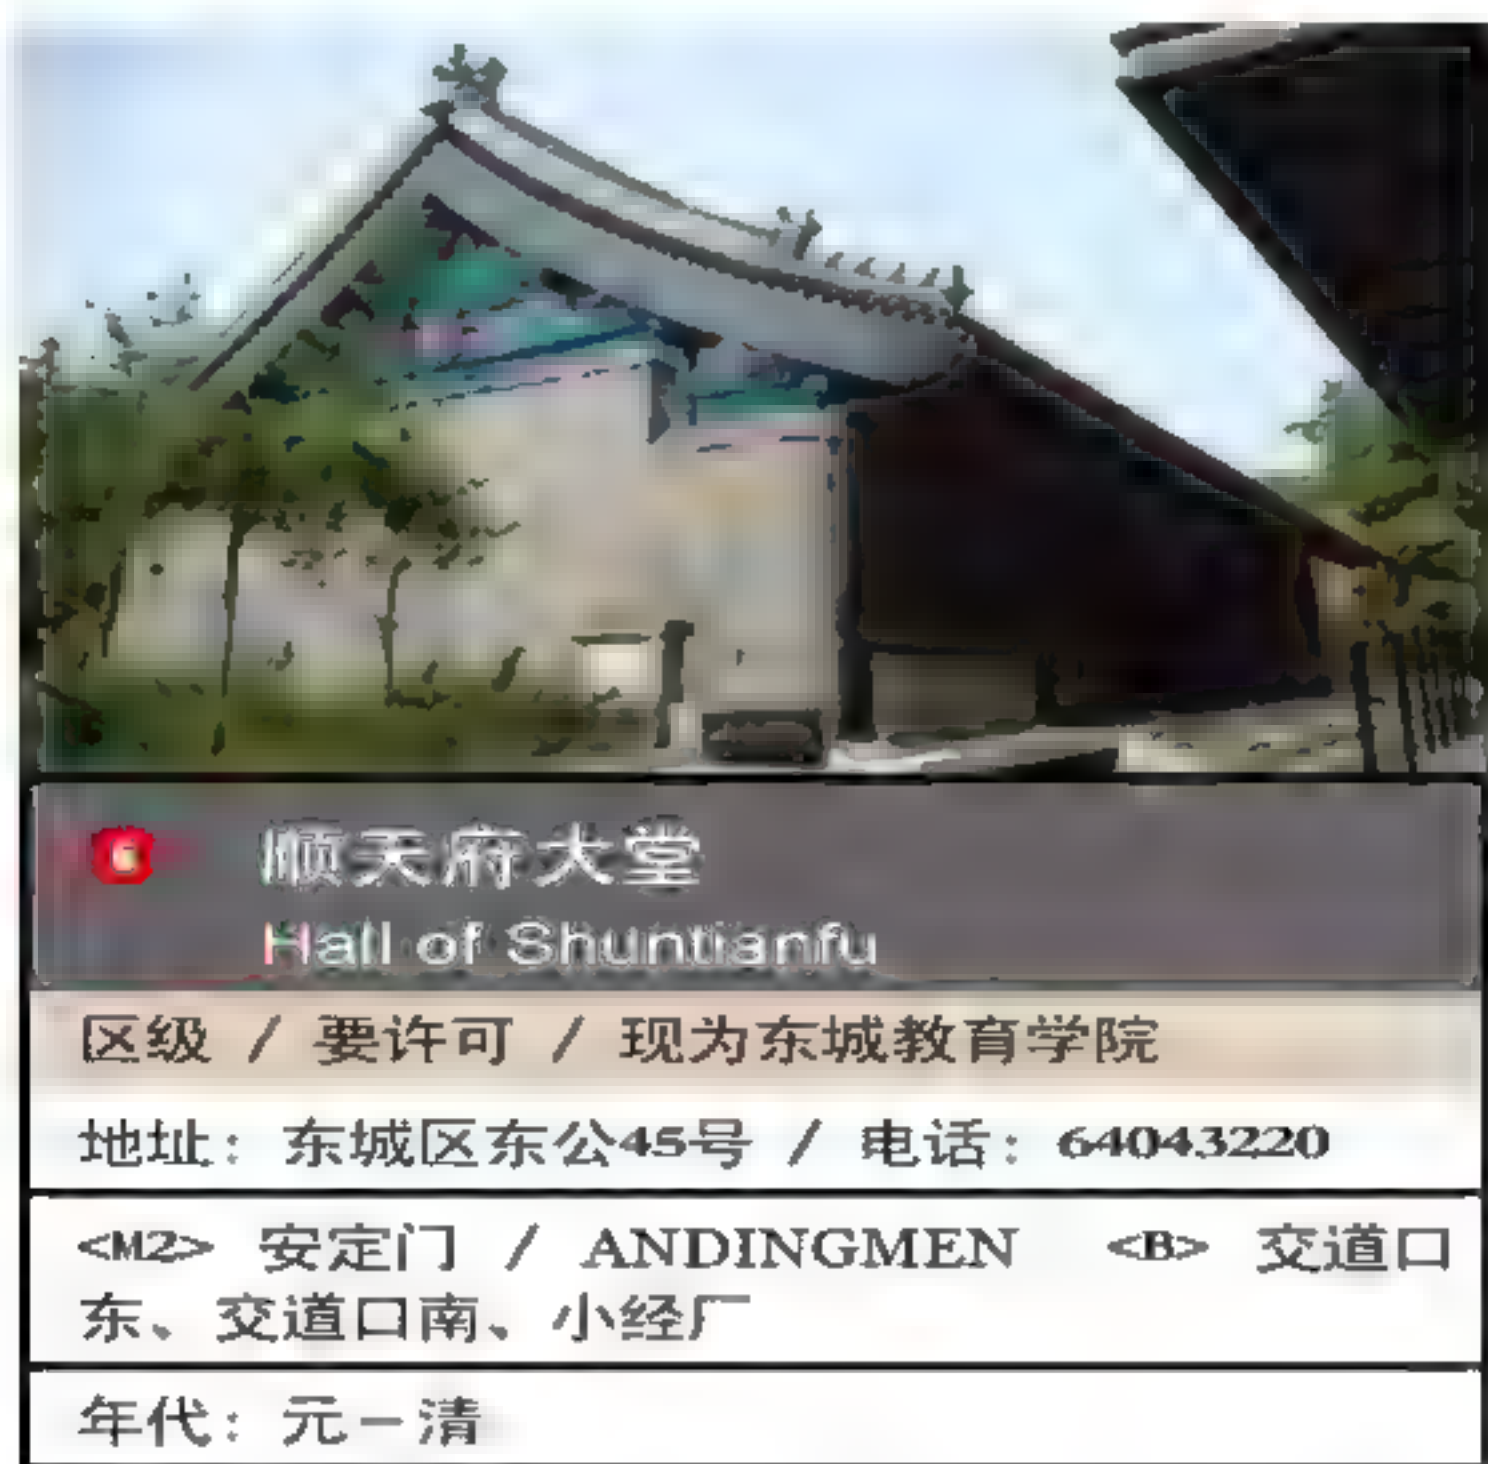 顺天府大堂
Hall of Shuntianfu
区级 / 要许可 / 现为东城教育学院
地址：东城区东公45号 / 电话：64043220
<M2> 安定门 / ANDINGMEN <B> 交道口
东、交道口南、小经厂
年代：元－清